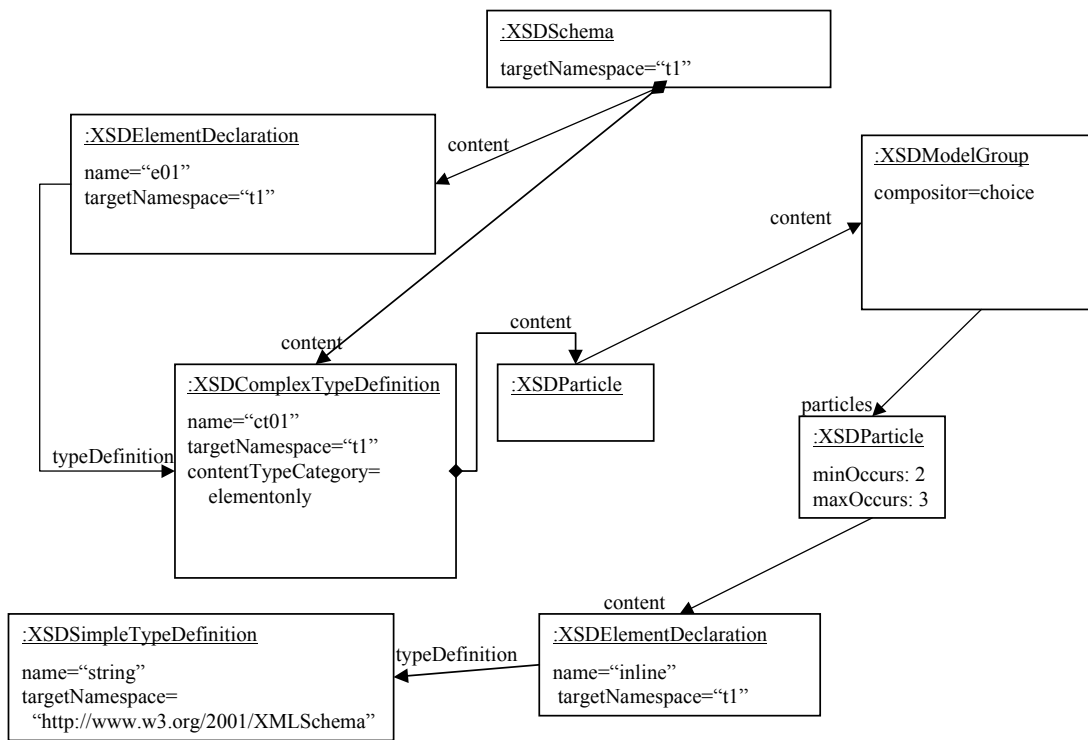 :XSDSchema
targetNamespace=“t1”
:XSDElementDeclaration
name=“e01”
targetNamespace=“t1”
content
:XSDModelGroup
compositor=choice
content
content
content
:XSDComplexTypeDefinition
name=“ct01”
targetNamespace=“t1”
contentTypeCategory=
elementonly
:XSDParticle
typeDefinition
particles
:XSDParticle
minOccurs: 2
maxOccurs: 3
content
:XSDSimpleTypeDefinition
name=“string”
targetNamespace=
“http://www.w3.org/2001/XMLSchema”
typeDefinition
:XSDElementDeclaration
name=“inline”
targetNamespace=“t1”